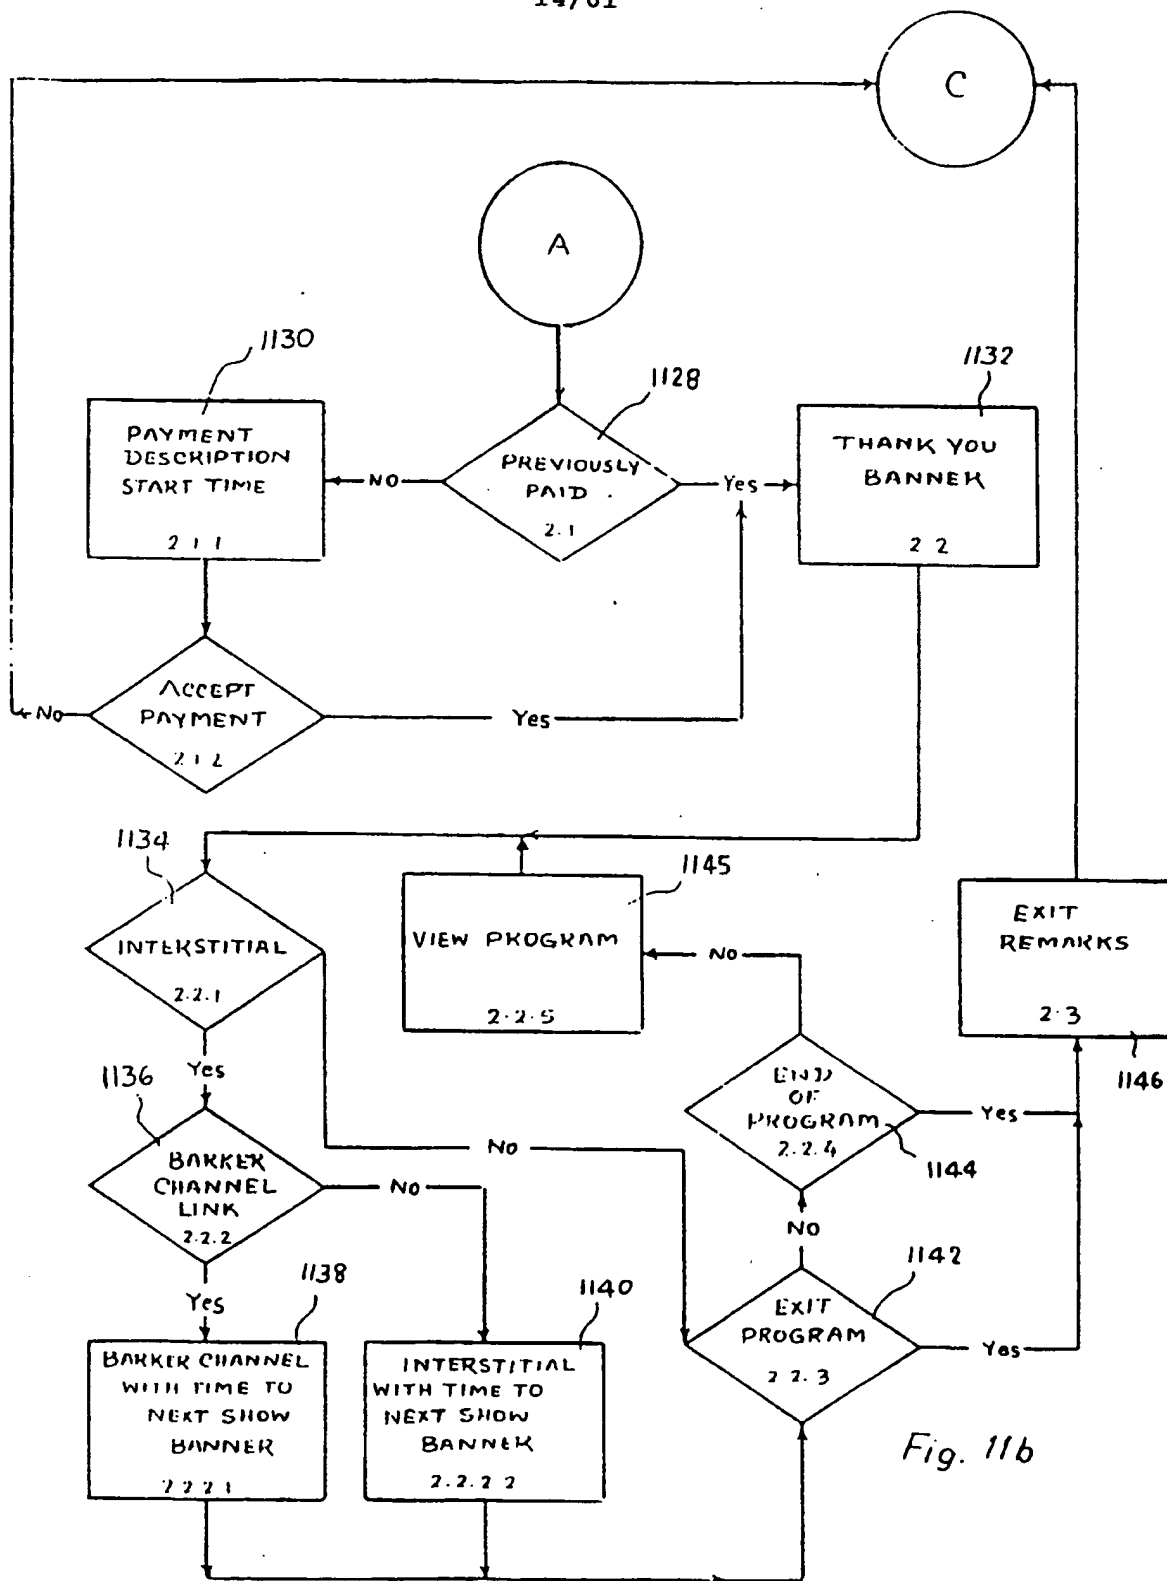 14/61
C
A
1130
1128
1132
PAYMENT
DESCRIPTION
START TIME
2 1 1
NO
PREVIOUSLY
PAID
2.1
Yes
THANK YOU
BANNER
2 2
ACCEPT
PAYMENT
2 1 2
No
Yes
1134
INTERSTITIAL
2.2.1
Yes
No
1145
VIEW PROGRAM
2.2.5
No
EXIT
REMARKS
2.3
1146
END
OF
PROGRAM
2.2.4
Yes
1144
NO
1136
BARKER
CHANNEL
LINK
2.2.2
No
Yes
1138
BARKER CHANNEL
WITH TIME TO
NEXT SHOW
BANNER
2 2 2 1
1140
INTERSTITIAL
WITH TIME TO
NEXT SHOW
BANNER
2.2.2 2
1142
EXIT
PROGRAM
2 2.3
Yes
Fig. 11b